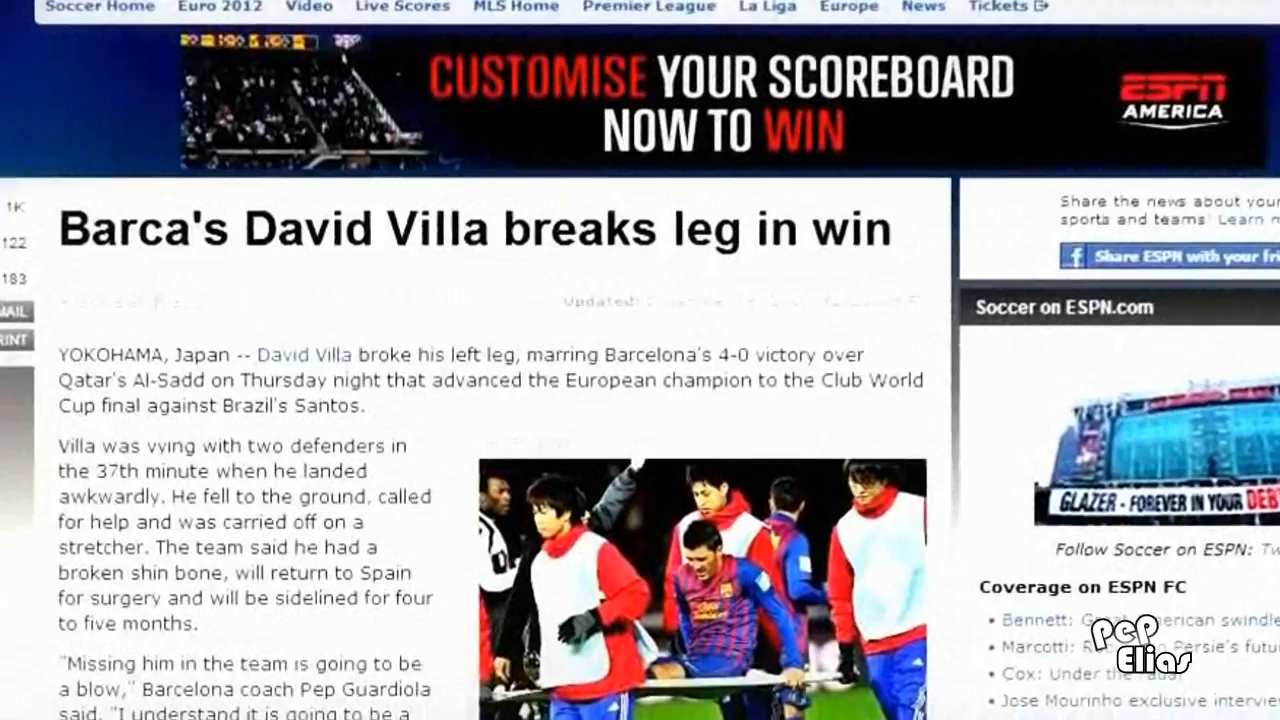 Soccer Home Euro 2012 Video Live Scores MLS Home Premier League La Liga Europe News Tickets
CUSTOMISE YOUR SCOREBOARD
NOW TO WIN
ESPN
AMERICA
1K
122
183
MAIL
PRINT
Barca's David Villa breaks leg in win
Updated:
YOKOHAMA, Japan -- David Villa broke his left leg, marring Barcelona's 4-0 victory over
Qatar's Al-Sadd on Thursday night that advanced the European champion to the Club World
Cup final against Brazil's Santos.
Villa was vying with two defenders in
the 37th minute when he landed
awkwardly. He fell to the ground, called
for help and was carried off on a
stretcher. The team said he had a
broken shin bone, will return to Spain
for surgery and will be sidelined for four
to five months.
"Missing him in the team is going to be
a blow," Barcelona coach Pep Guardiola
said. "I understand it is going to be a
Share the news about your
sports and teams! Learn
f Share ESPN with your
Soccer on ESPN.com
GLAZER - FOREVER IN YOUR DEB
Follow Soccer on ESPN:
Coverage on ESPN FC
• Bennett: American
• Marcotti: Persie's
• Cox: Under the radar
• Jose Mourinho exclusive
PeP
Elias